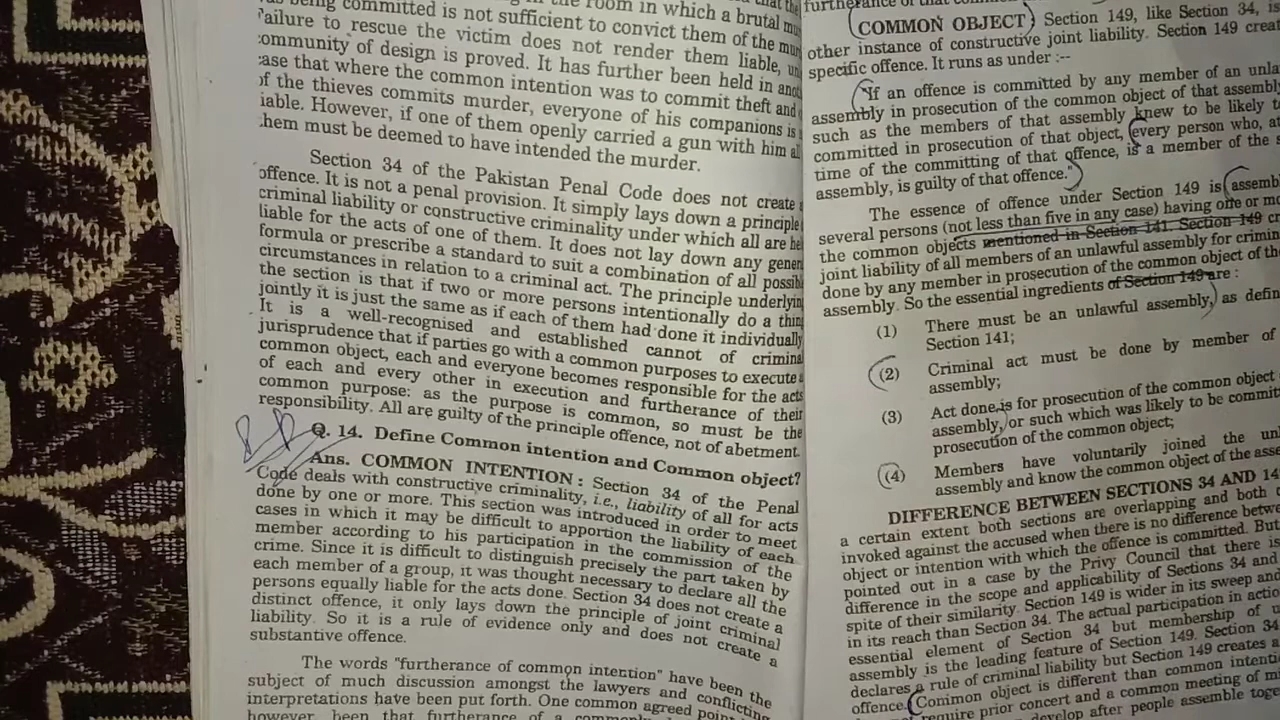 the room in which a brutal
being committed is not sufficient to convict them of the
failure to rescue the victim does not render them liable,
community of design is proved. It has further been held in
case that where the common intention was to commit theft and
of the thieves commits murder, everyone of his companions is
liable. However, if one of them openly carried a gun with him
them must be deemed to have intended the murder.
Section 34 of the Pakistan Penal Code does not create
offence. It is not a penal provision. It simply lays down a principle
criminal liability or constructive criminality under which all are
liable for the acts of one of them. It does not lay down any
formula or prescribe a standard to suit a combination of all
circumstances in relation to a criminal act. The principle
the section is that if two or more persons intentionally do a
jointly it is just the same as if each of them had done it individually
It is a well-recognised and established cannot of
jurisprudence that if parties go with a common purposes to execute
common object, each and everyone becomes responsible for the acts
of each and every other in execution and furtherance of their
common purpose: as the purpose is common, so must be the
responsibility. All are guilty of the principle offence, not of abetment.
Q. 14. Define Common intention and Common object?
Ans. COMMON INTENTION : Section 34 of the Penal
Code deals with constructive criminality, i.e., liability of all for acts
done by one or more. This section was introduced in order to meet
cases in which it may be difficult to apportion the liability of each
member according to his participation in the commission of the
crime. Since it is difficult to distinguish precisely the part taken by
each member of a group, it was thought necessary to declare all the
persons equally liable for the acts done. Section 34 does not create a
distinct offence, it only lays down the principle of joint criminal
liability. So it is a rule of evidence only and does not create a
substantive offence.
The words "furtherance of common intention" have been the
subject of much discussion amongst the lawyers and conflicting
interpretations have been put forth. One common agreed point
however, been that furtherance of a
COMMON OBJECT) Section 149, like Section 34, is
other instance of constructive joint liability. Section 149
specific offence. It runs as under :--
"If an offence is committed by any member of an
assembly in prosecution of the common object of that
such as the members of that assembly knew to be likely
committed in prosecution of that object, every person who,
time of the committing of that offence, is a member of the
assembly, is guilty of that offence."
The essence of offence under Section 149 is
several persons (not less than five in any case) having one or
the common objects mentioned in Section 141. Section 149
joint liability of all members of an unlawful assembly for
done by any member in prosecution of the common object of
assembly. So the essential ingredients of Section 149 are :
(1) There must be an unlawful assembly, as
Section 141;
(2) Criminal act must be done by member of
assembly;
(3) Act done is for prosecution of the common object
assembly, or such which was likely to be
prosecution of the common object;
(4) Members have voluntarily joined the
assembly and know the common object of the
DIFFERENCE BETWEEN SECTIONS 34 AND
a certain extent both sections are overlapping and both
invoked against the accused when there is no difference
object or intention with which the offence is committed. But
pointed out in a case by the Privy Council that there is
difference in the scope and applicability of Sections 34 and
spite of their similarity. Section 149 is wider in its sweep and
in its reach than Section 34. The actual participation in
essential element of Section 34 but membership of
assembly is the leading feature of Section 149. Section 34
declares a rule of criminal liability but Section 149 creates
offence. Common object is different than common
require prior concert and a common meeting of
develop after people assemble